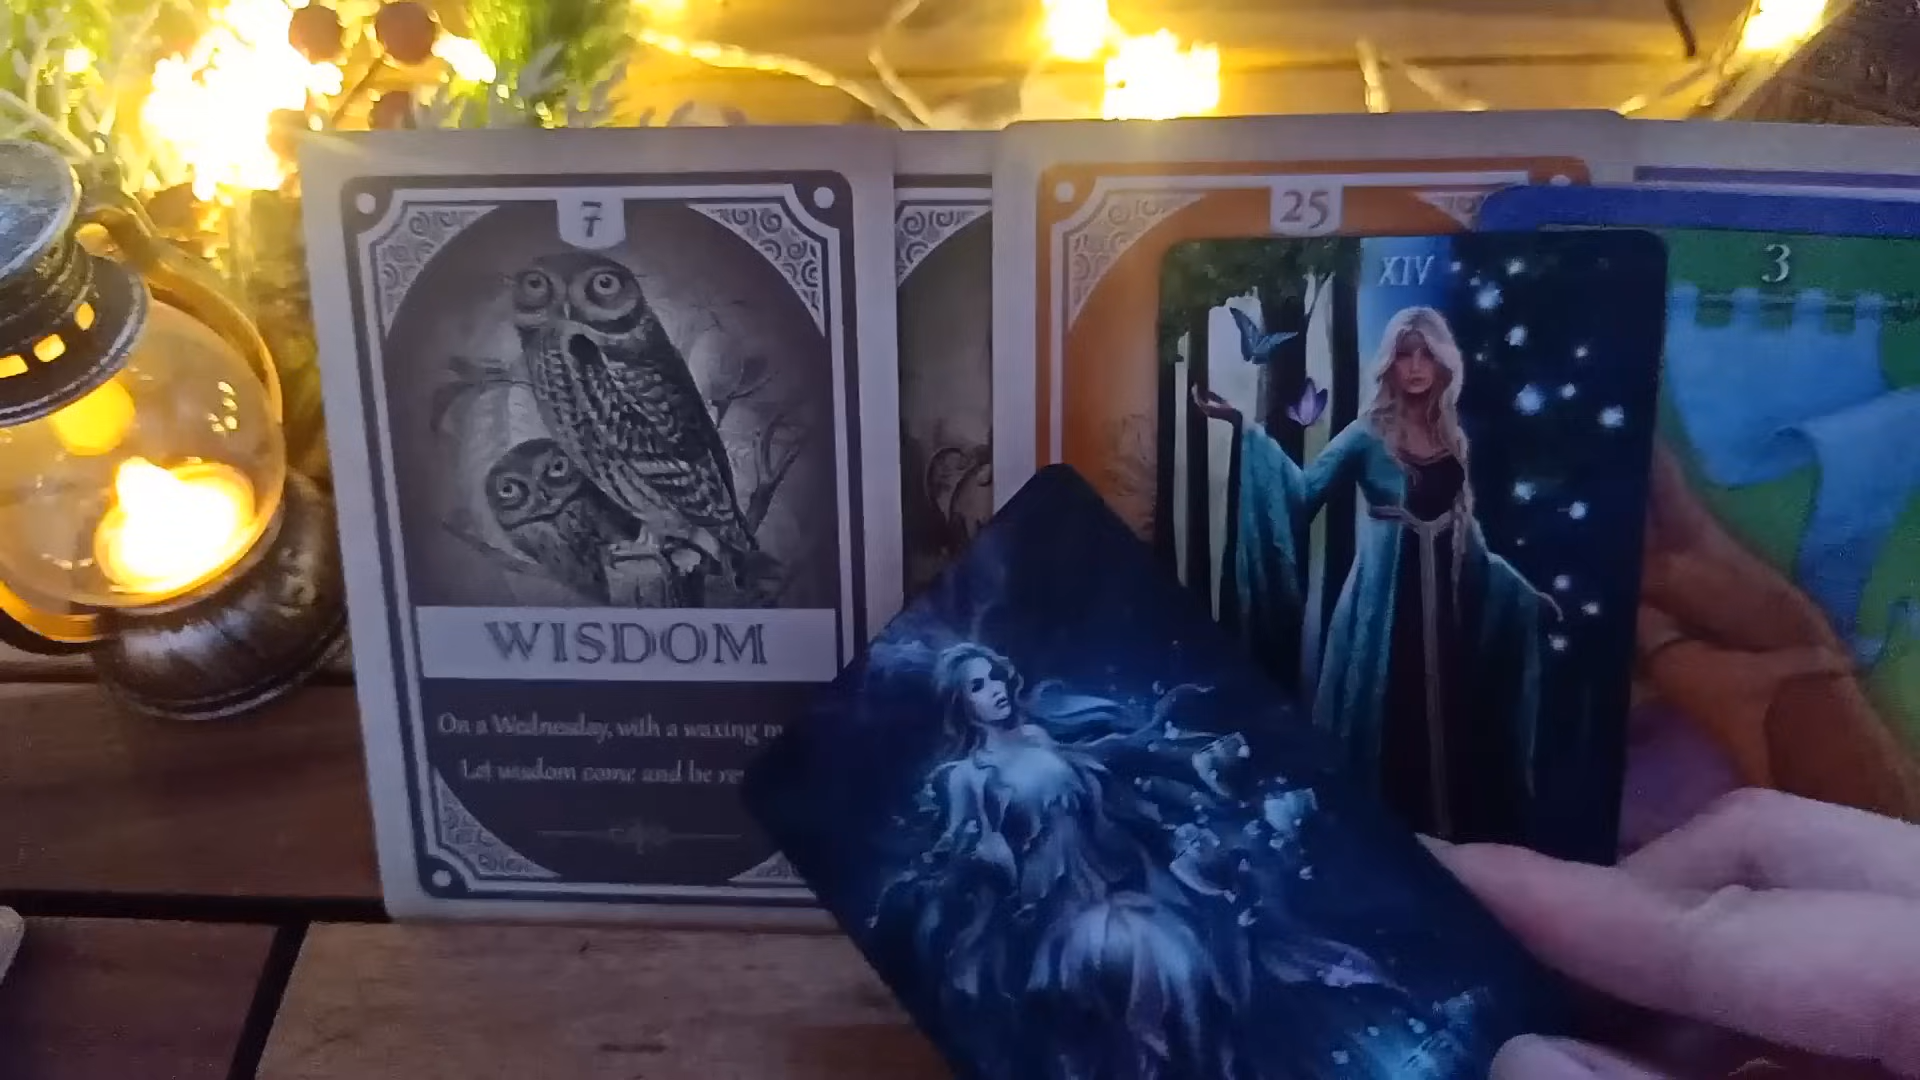 7
WISDOM
On a Wednesday, with a waxing
Let wisdom come and be
25
XIV
3